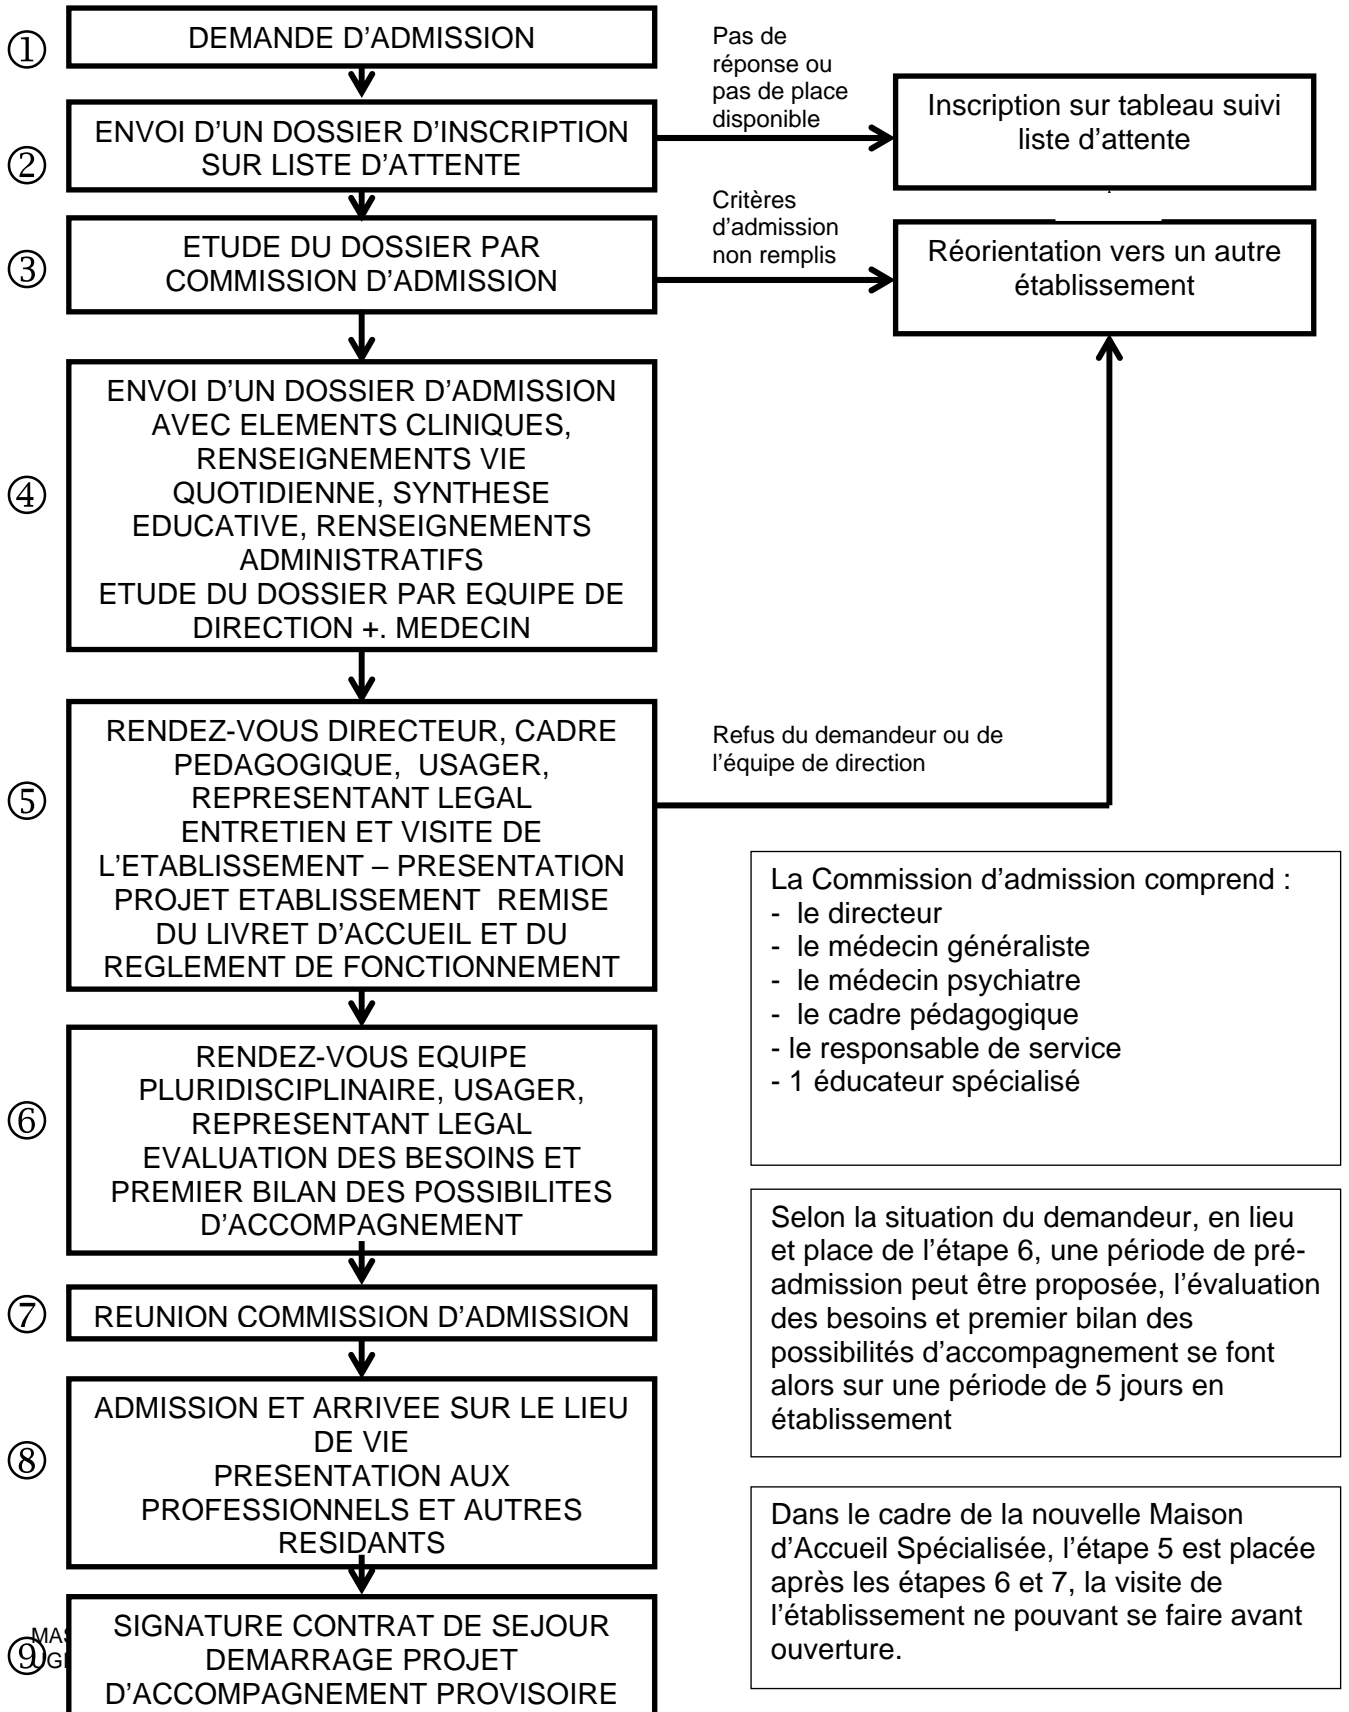 ①
DEMANDE D'ADMISSION
Pas de
réponse ou
pas de place
disponible
②
ENVOI D'UN DOSSIER D'INSCRIPTION
SUR LISTE D'ATTENTE
Inscription sur tableau suivi
liste d'attente
Critères
d'admission
non remplis
③
ETUDE DU DOSSIER PAR
COMMISSION D'ADMISSION
Réorientation vers un autre
établissement
④
ENVOI D'UN DOSSIER D'ADMISSION
AVEC ELEMENTS CLINIQUES,
RENSEIGNEMENTS VIE
QUOTIDIENNE, SYNTHESE
EDUCATIVE, RENSEIGNEMENTS
ADMINISTRATIFS
ETUDE DU DOSSIER PAR EQUIPE DE
DIRECTION +. MEDECIN
⑤
RENDEZ-VOUS DIRECTEUR, CADRE
PEDAGOGIQUE, USAGER,
REPRESENTANT LEGAL
ENTRETIEN ET VISITE DE
L'ETABLISSEMENT – PRESENTATION
PROJET ETABLISSEMENT REMISE
DU LIVRET D'ACCUEIL ET DU
REGLEMENT DE FONCTIONNEMENT
Refus du demandeur ou de
l'équipe de direction
La Commission d'admission comprend :
- le directeur
- le médecin généraliste
- le médecin psychiatre
- le cadre pédagogique
- le responsable de service
- 1 éducateur spécialisé
⑥
RENDEZ-VOUS EQUIPE
PLURIDISCIPLINAIRE, USAGER,
REPRESENTANT LEGAL
EVALUATION DES BESOINS ET
PREMIER BILAN DES POSSIBILITES
D'ACCOMPAGNEMENT
Selon la situation du demandeur, en lieu
et place de l'étape 6, une période de pré-
admission peut être proposée, l'évaluation
des besoins et premier bilan des
possibilités d'accompagnement se font
alors sur une période de 5 jours en
établissement
⑦
REUNION COMMISSION D'ADMISSION
⑧
ADMISSION ET ARRIVEE SUR LE LIEU
DE VIE
PRESENTATION AUX
PROFESSIONNELS ET AUTRES
RESIDANTS
Dans le cadre de la nouvelle Maison
d'Accueil Spécialisée, l'étape 5 est placée
après les étapes 6 et 7, la visite de
l'établissement ne pouvant se faire avant
ouverture.
⑨
SIGNATURE CONTRAT DE SEJOUR
DEMARRAGE PROJET
D'ACCOMPAGNEMENT PROVISOIRE